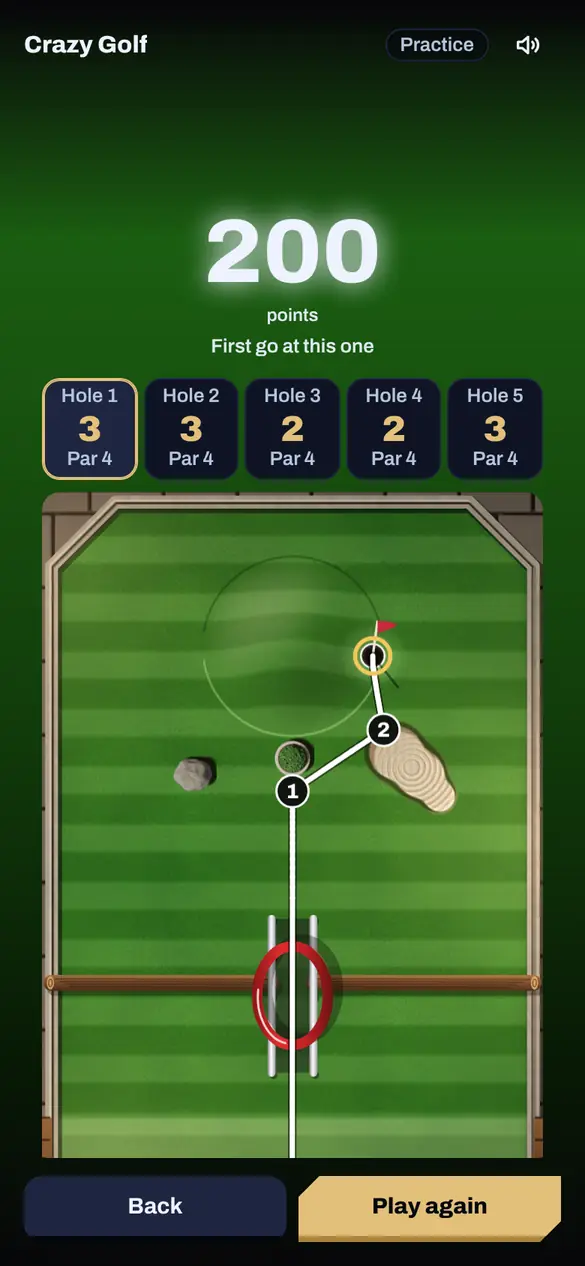 Crazy Golf
Practice
200
points
First go at this one
Hole 1
3
Par 4
Hole 2
3
Par 4
Hole 3
2
Par 4
Hole 4
2
Par 4
Hole 5
3
Par 4
2
1
Back
Play again